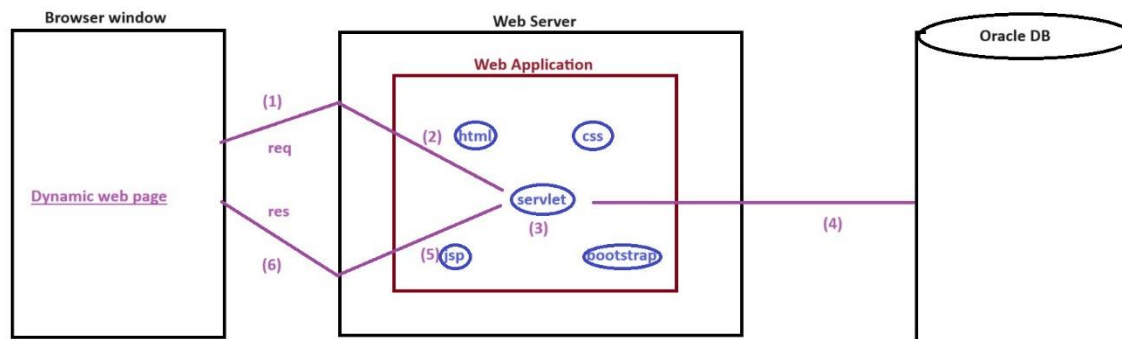 Browser window
Web Server
Oracle DB
Web Application
(1)
(2)
html
css
req
Dynamic web page
res
servlet
(3)
(4)
(5)
jsp
bootstrap
(6)